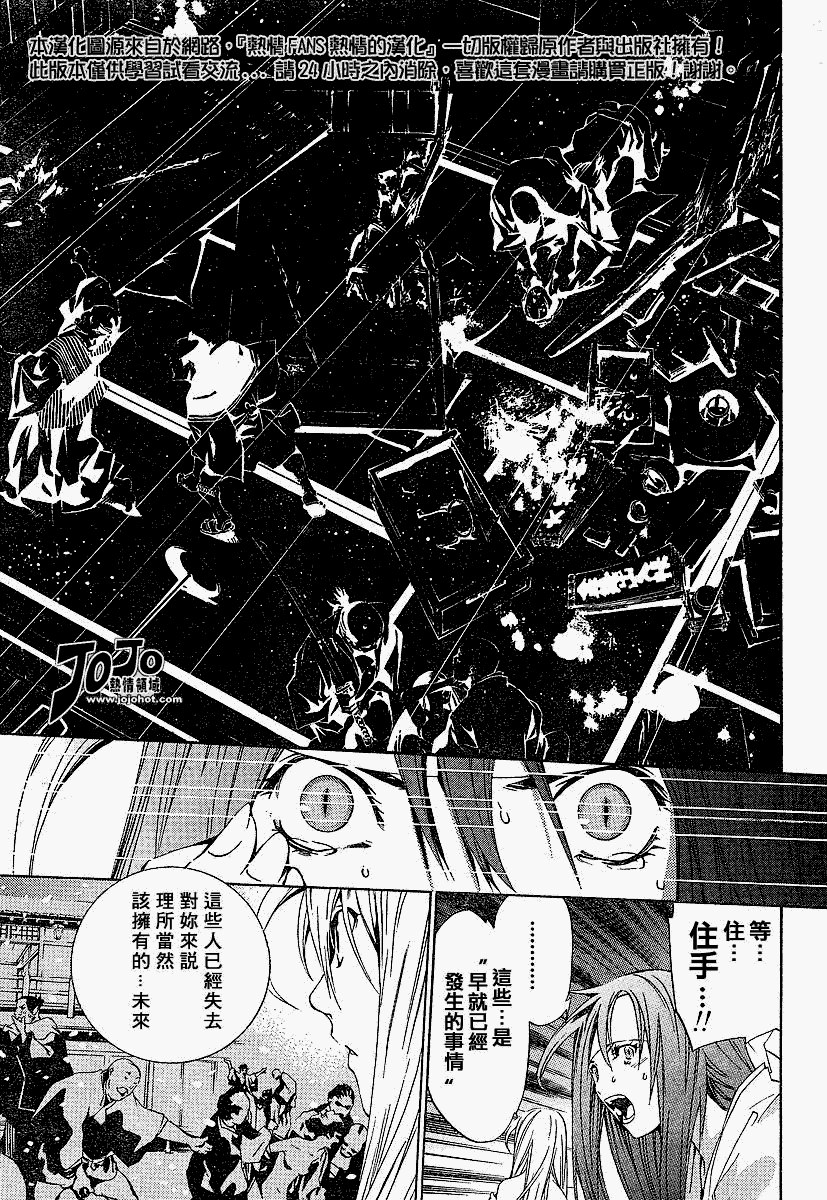 本漢化圖源來自於網路，『熱情FANS熱情的漢化』一切版權歸原作者與出版社擁有！
此版本僅供學習試看交流...請24小時之內消除，喜歡這套漫畫請購買正版！謝謝。
JOJO
熱情領域
www.jojohot.com
等…
住…
住手…!!
………
這些…是
〝早就已經
發生的事情〞
這些人已經失去
對妳來說
理所當然
該擁有的…未來